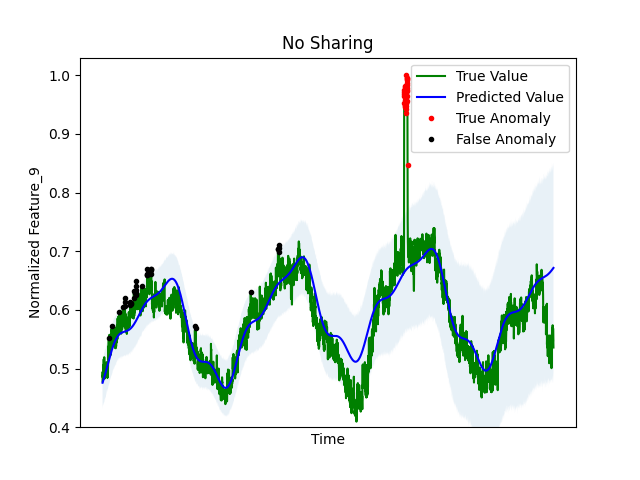 No Sharing
1.0
0.9
0.8
0.7
0.6
0.5
0.4
Normalized Feature_9
Time
True Value
Predicted Value
True Anomaly
False Anomaly